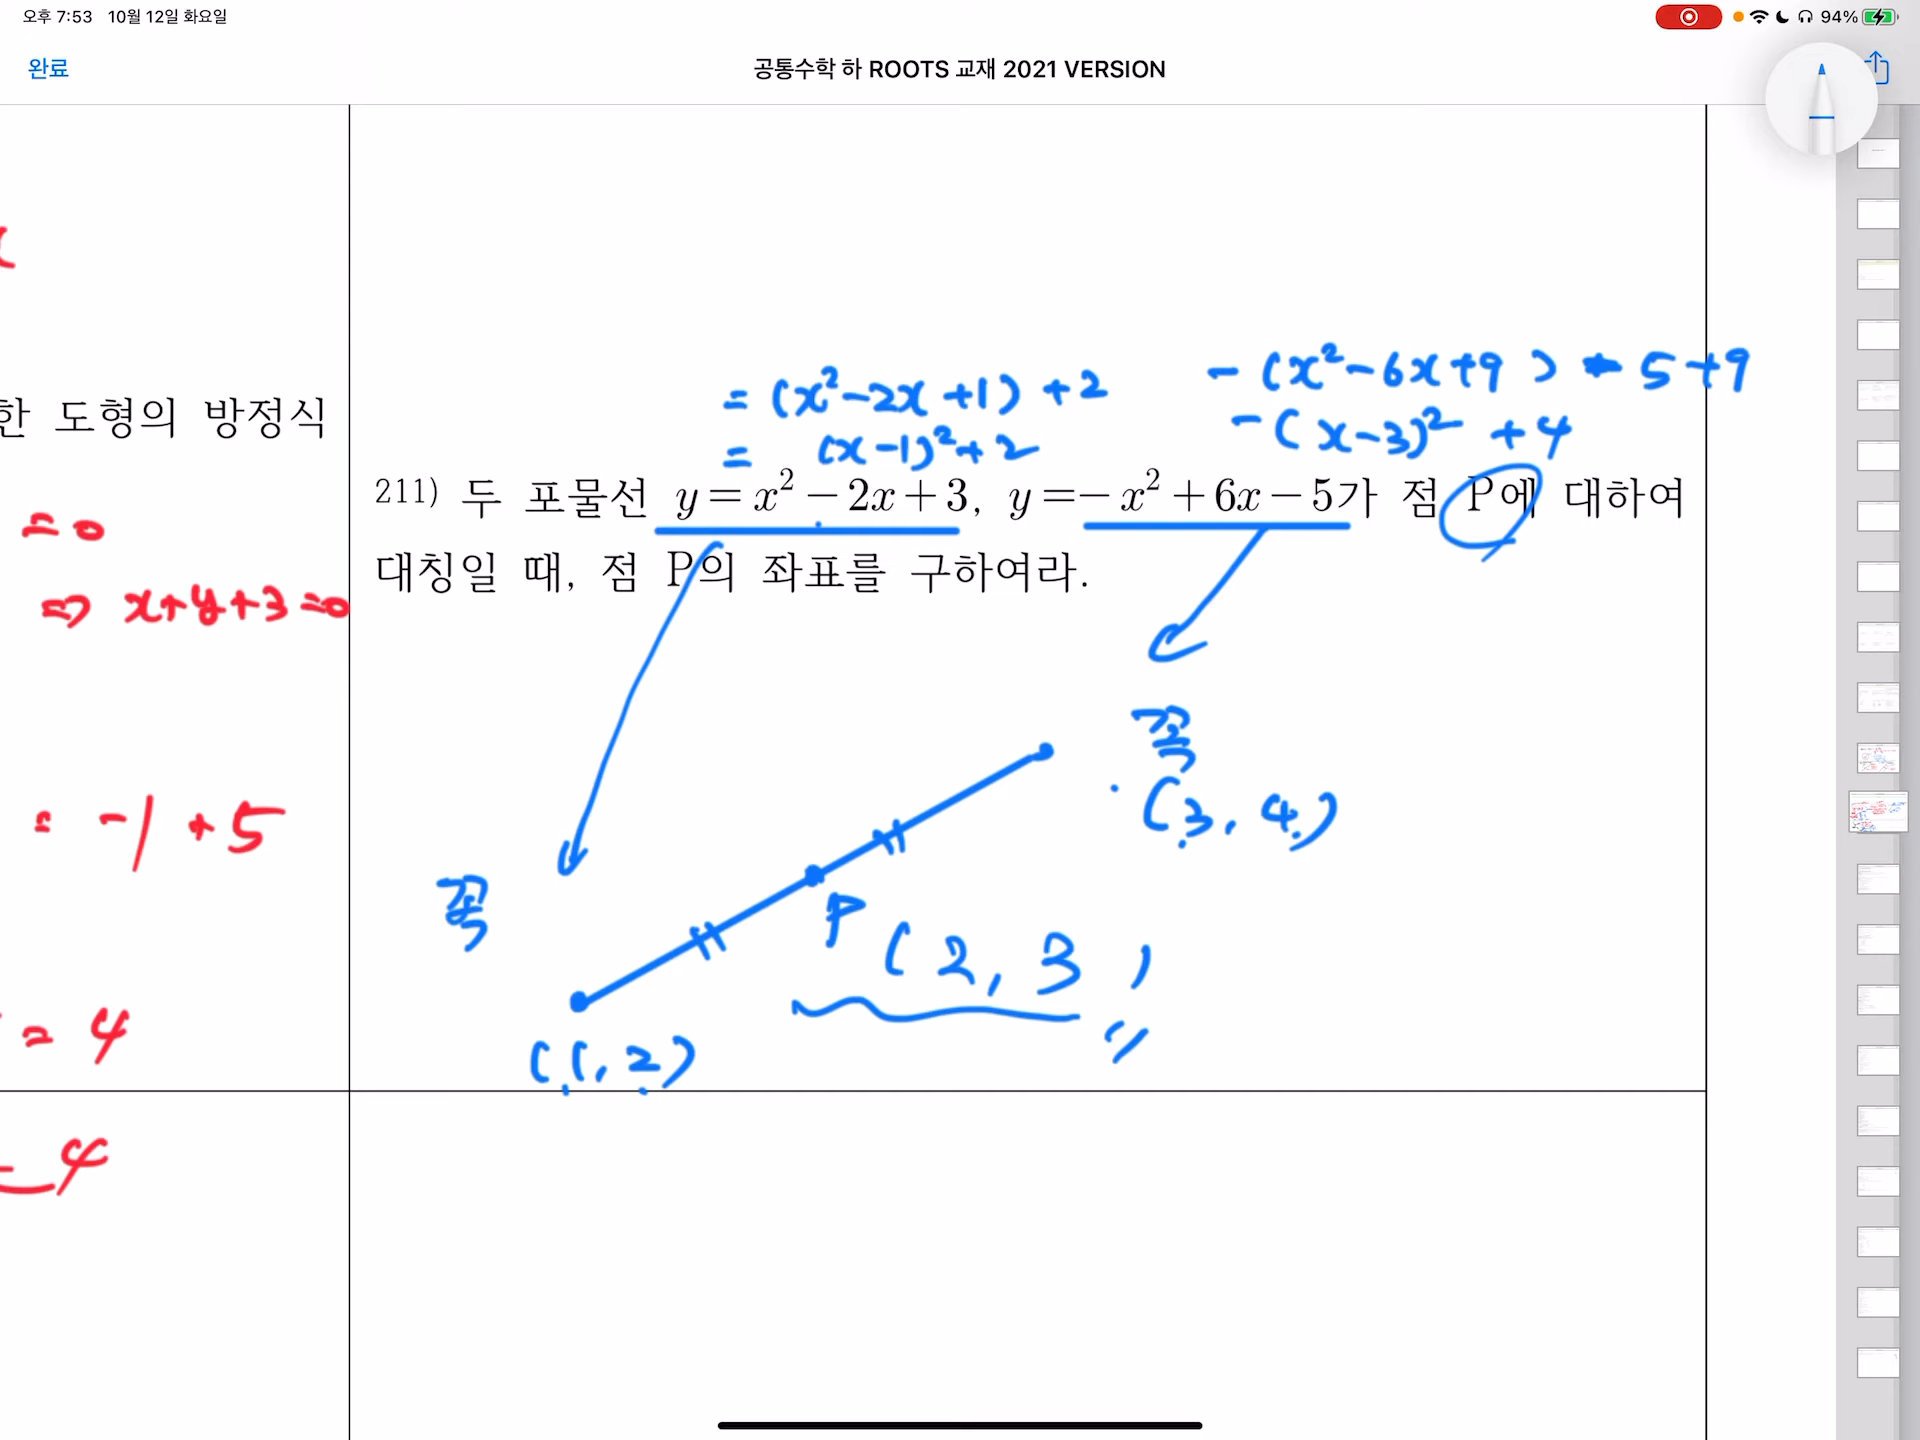 오후 7:53 10월 12일 화요일
94%
완료
공통수학 하 ROOTS 교재 2021 VERSION
= (x²-2x+1)+2
= (x-1)²+2
-(x²-6x+9)-5+9
-(x-3)²+4
한 도형의 방정식
=0
⇒ x+y+3=0
= -1+5
= 4
4
211) 두 포물선 y=x²-2x+3, y=-x²+6x-5가 점 P에 대하여
대칭일 때, 점 P의 좌표를 구하여라.
꼭
(3, 4)
꼭
P (2, 3)
(1, 2)